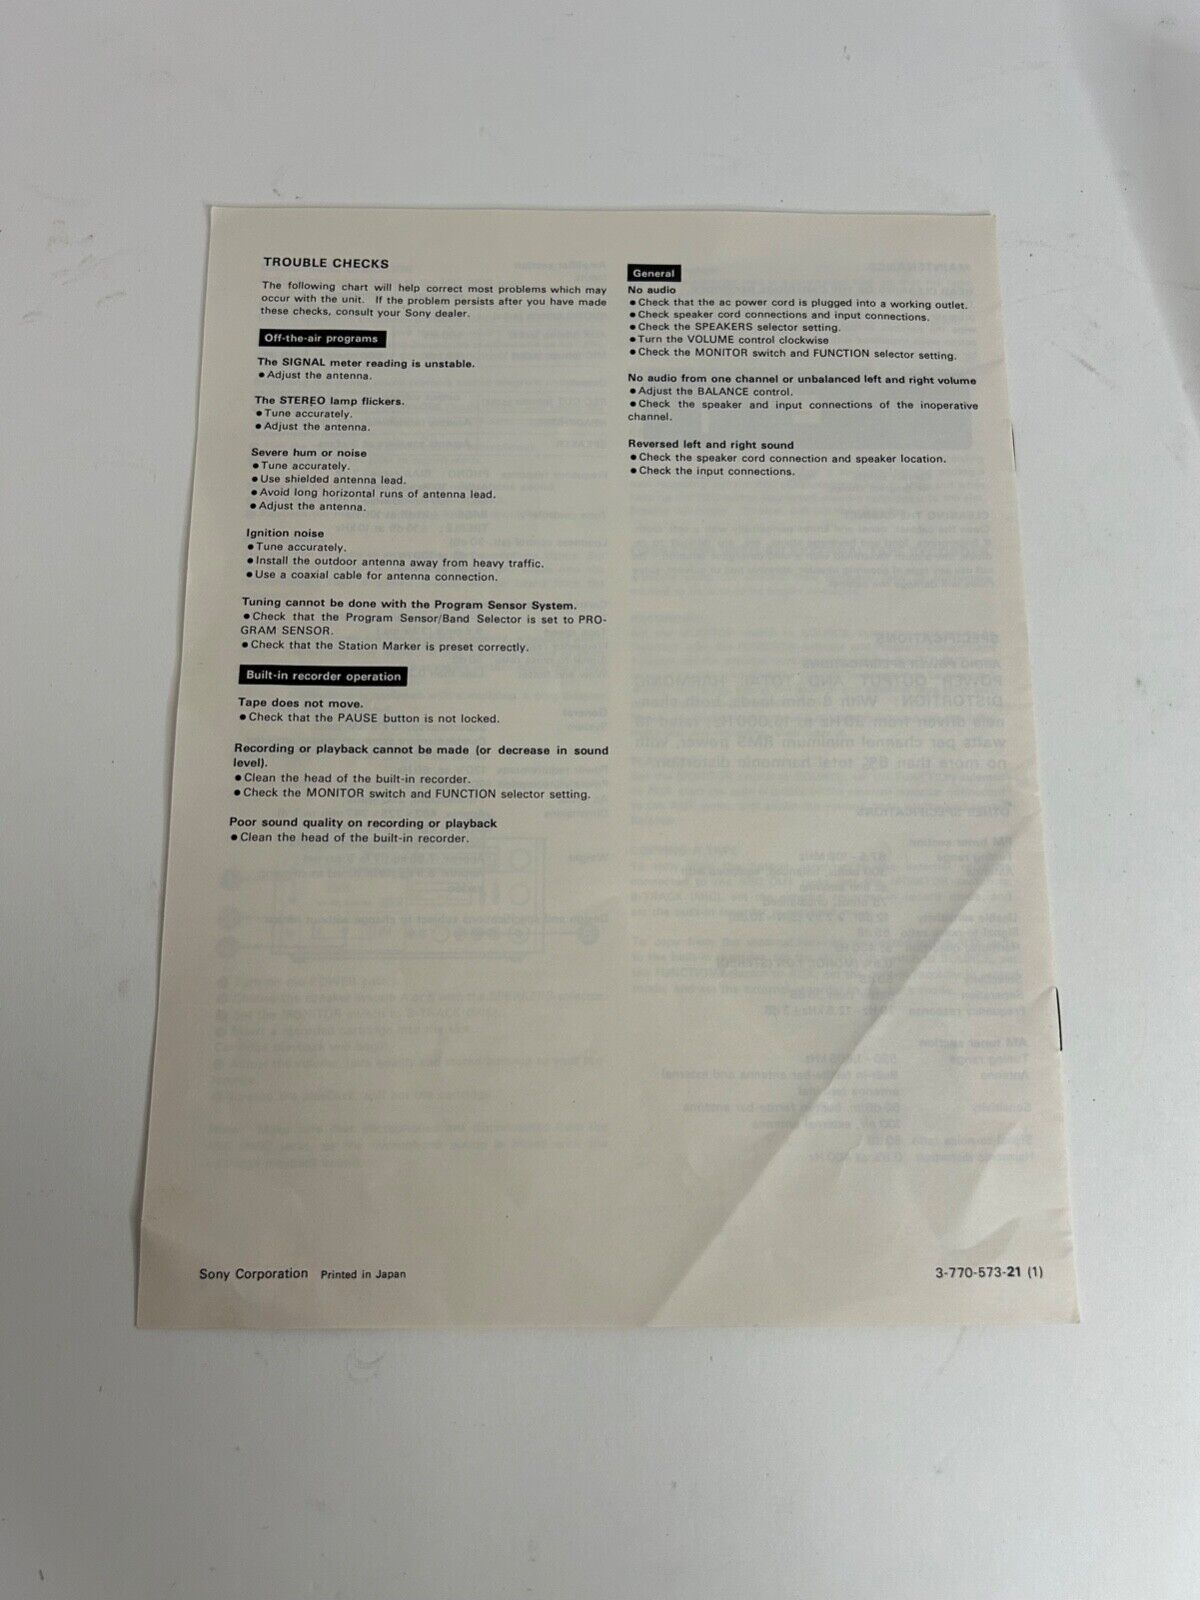 TROUBLE CHECKS
The following chart will help correct most problems which may
occur with the unit. If the problem persists after you have made
these checks, consult your Sony dealer.
Off-the-air programs
The SIGNAL meter reading is unstable.
● Adjust the antenna.
The STEREO lamp flickers.
● Tune accurately.
● Adjust the antenna.
Severe hum or noise
● Tune accurately.
● Use shielded antenna lead.
● Avoid long horizontal runs of antenna lead.
● Adjust the antenna.
Ignition noise
● Tune accurately.
● Install the outdoor antenna away from heavy traffic.
● Use a coaxial cable for antenna connection.
Tuning cannot be done with the Program Sensor System.
● Check that the Program Sensor/Band Selector is set to PRO-
GRAM SENSOR.
● Check that the Station Marker is preset correctly.
Built-in recorder operation
Tape does not move.
● Check that the PAUSE button is not locked.
Recording or playback cannot be made (or decrease in sound
level).
● Clean the head of the built-in recorder.
● Check the MONITOR switch and FUNCTION selector setting.
Poor sound quality on recording or playback
● Clean the head of the built-in recorder.
General
No audio
● Check that the ac power cord is plugged into a working outlet.
● Check speaker cord connections and input connections.
● Check the SPEAKERS selector setting.
● Turn the VOLUME control clockwise
● Check the MONITOR switch and FUNCTION selector setting.
No audio from one channel or unbalanced left and right volume
● Adjust the BALANCE control.
● Check the speaker and input connections of the inoperative
channel.
Reversed left and right sound
● Check the speaker cord connection and speaker location.
● Check the input connections.
Sony Corporation Printed in Japan
3-770-573-21 (1)